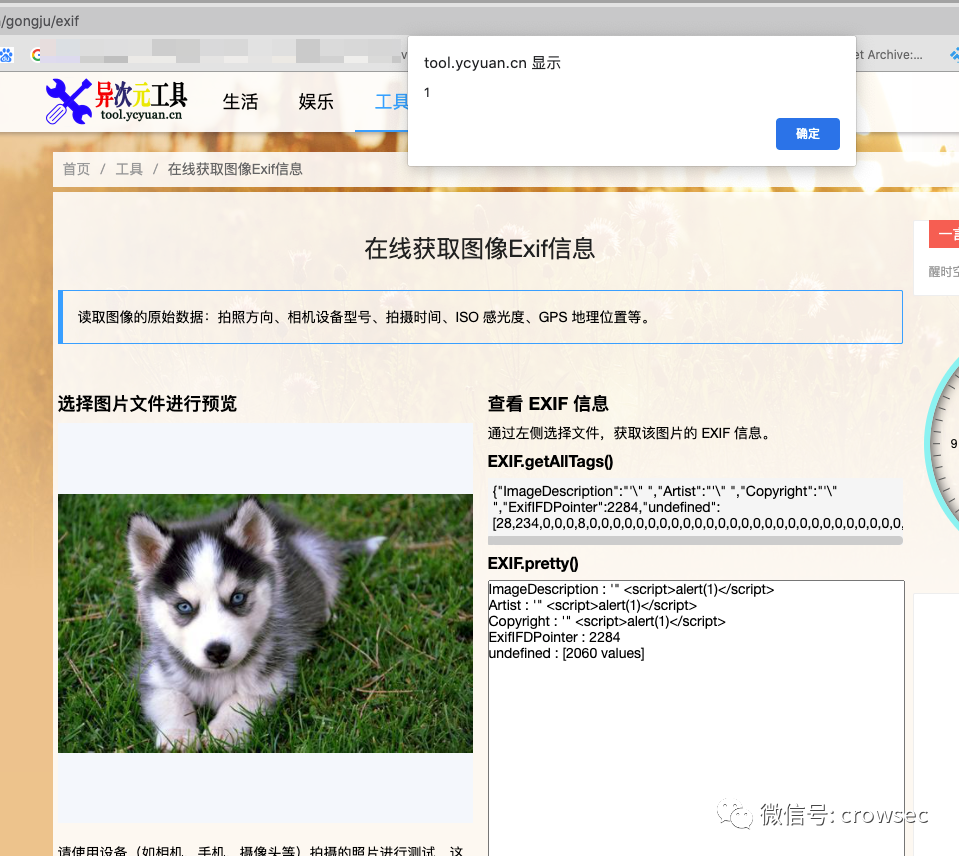 /gongju/exif
et Archive:...
tool.ycyuan.cn 显示
1
确定
异次元工具
tool.ycyuan.cn
生活
娱乐
工具
首页 / 工具 / 在线获取图像Exif信息
在线获取图像Exif信息
一言
醒时空
读取图像的原始数据：拍照方向、相机设备型号、拍摄时间、ISO 感光度、GPS 地理位置等。
选择图片文件进行预览
查看 EXIF 信息
通过左侧选择文件，获取该图片的 EXIF 信息。
EXIF.getAllTags()
{"ImageDescription":"'\" ","Artist":"'\" ","Copyright":"'\"
","ExifIFDPointer":2284,"undefined":
[28,234,0,0,0,8,0,0,0,0,0,0,0,0,0,0,0,0,0,0,0,0,0,0,0,0,0,0,0,0,0,0,
9
EXIF.pretty()
ImageDescription : '" <script>alert(1)</script>
Artist : '" <script>alert(1)</script>
Copyright : '" <script>alert(1)</script>
ExifIFDPointer : 2284
undefined : [2060 values]
微信号: crowsec
请使用设备（如相机、手机、摄像头等）拍摄的照片进行测试，这